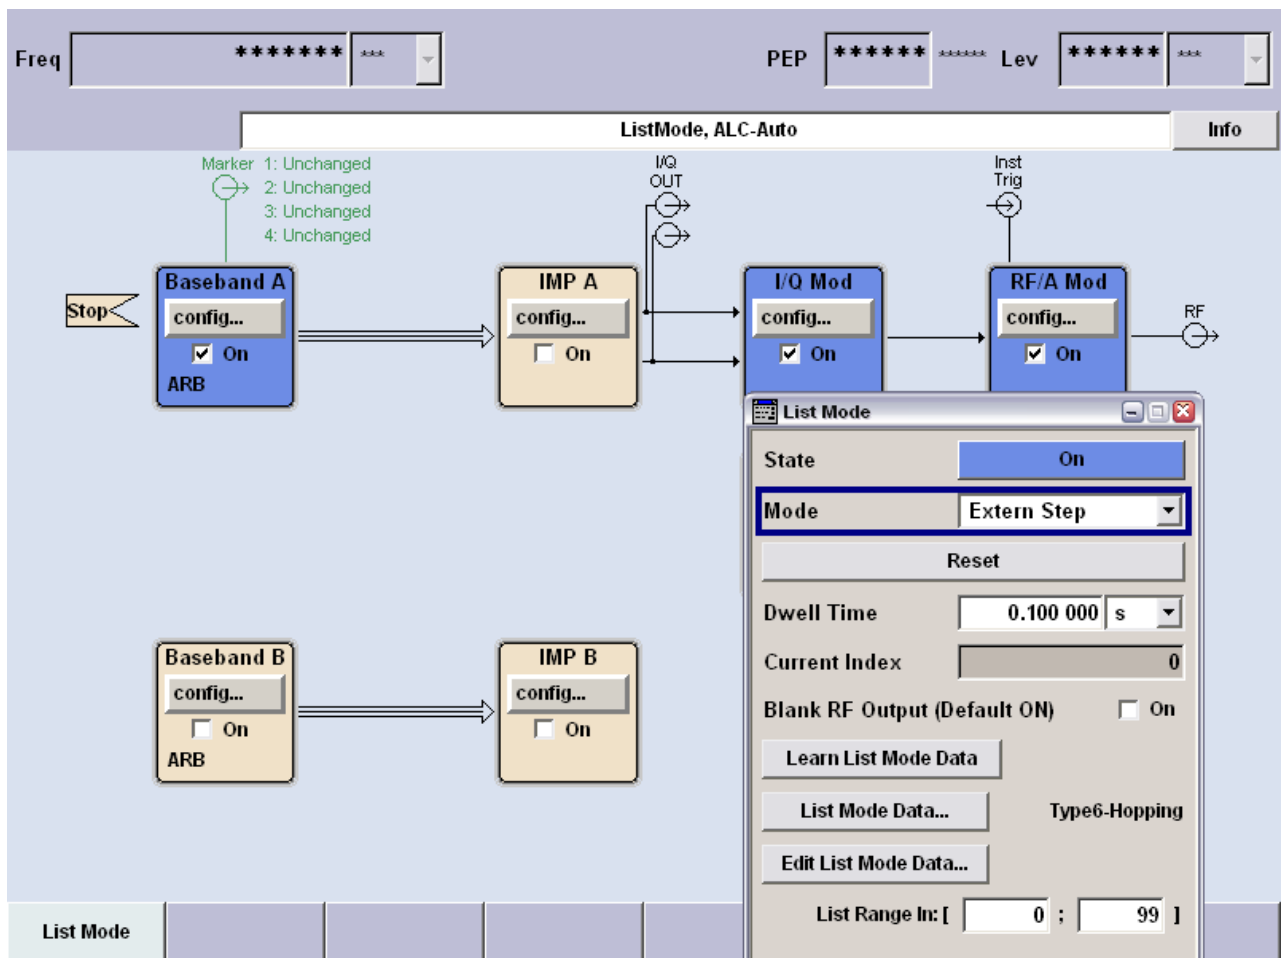 Freq ******* *** PEP ****** ****** Lev ****** ***
ListMode, ALC-Auto Info
Marker 1: Unchanged
2: Unchanged
3: Unchanged
4: Unchanged
I/Q
OUT
Inst
Trig
Stop
Baseband A
config...
On
ARB
IMP A
config...
On
I/Q Mod
config...
On
RF/A Mod
config...
On
RF
List Mode
State On
Mode Extern Step
Reset
Dwell Time 0.100 000 s
Current Index 0
Blank RF Output (Default ON) On
Learn List Mode Data
List Mode Data... Type6-Hopping
Edit List Mode Data...
List Range In: [ 0 ; 99 ]
Baseband B
config...
On
ARB
IMP B
config...
On
List Mode